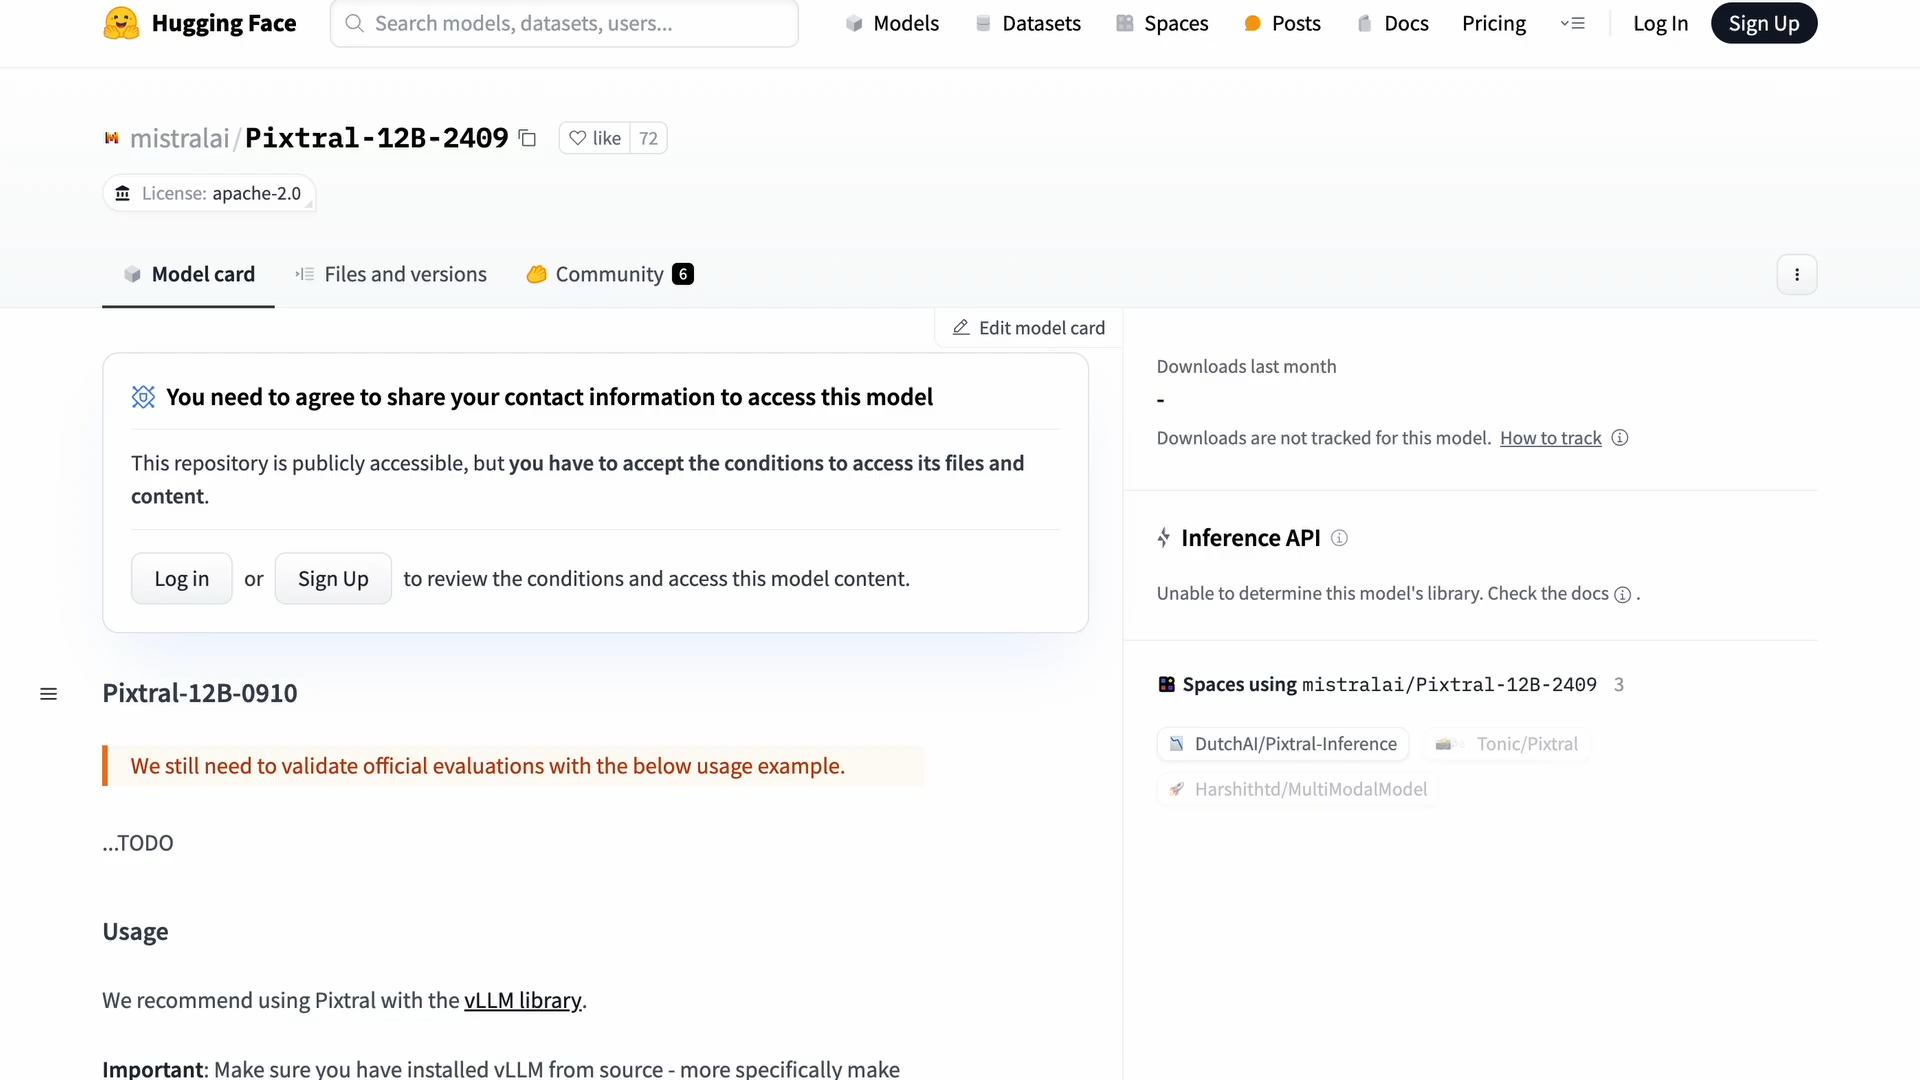 Hugging Face
Search models, datasets, users...
Models
Datasets
Spaces
Posts
Docs
Pricing
Log In
Sign Up
mistralai/Pixtral-12B-2409
like 72
License: apache-2.0
Model card
Files and versions
Community 6
Edit model card
You need to agree to share your contact information to access this model
This repository is publicly accessible, but you have to accept the conditions to access its files and
content.
Log in or Sign Up to review the conditions and access this model content.
Pixtral-12B-0910
We still need to validate official evaluations with the below usage example.
...TODO
Usage
We recommend using Pixtral with the vLLM library.
Important: Make sure you have installed vLLM from source - more specifically make
Downloads last month
-
Downloads are not tracked for this model. How to track
Inference API
Unable to determine this model's library. Check the docs .
Spaces using mistralai/Pixtral-12B-2409 3
DutchAI/Pixtral-Inference
Tonic/Pixtral
Harshithtd/MultiModalModel